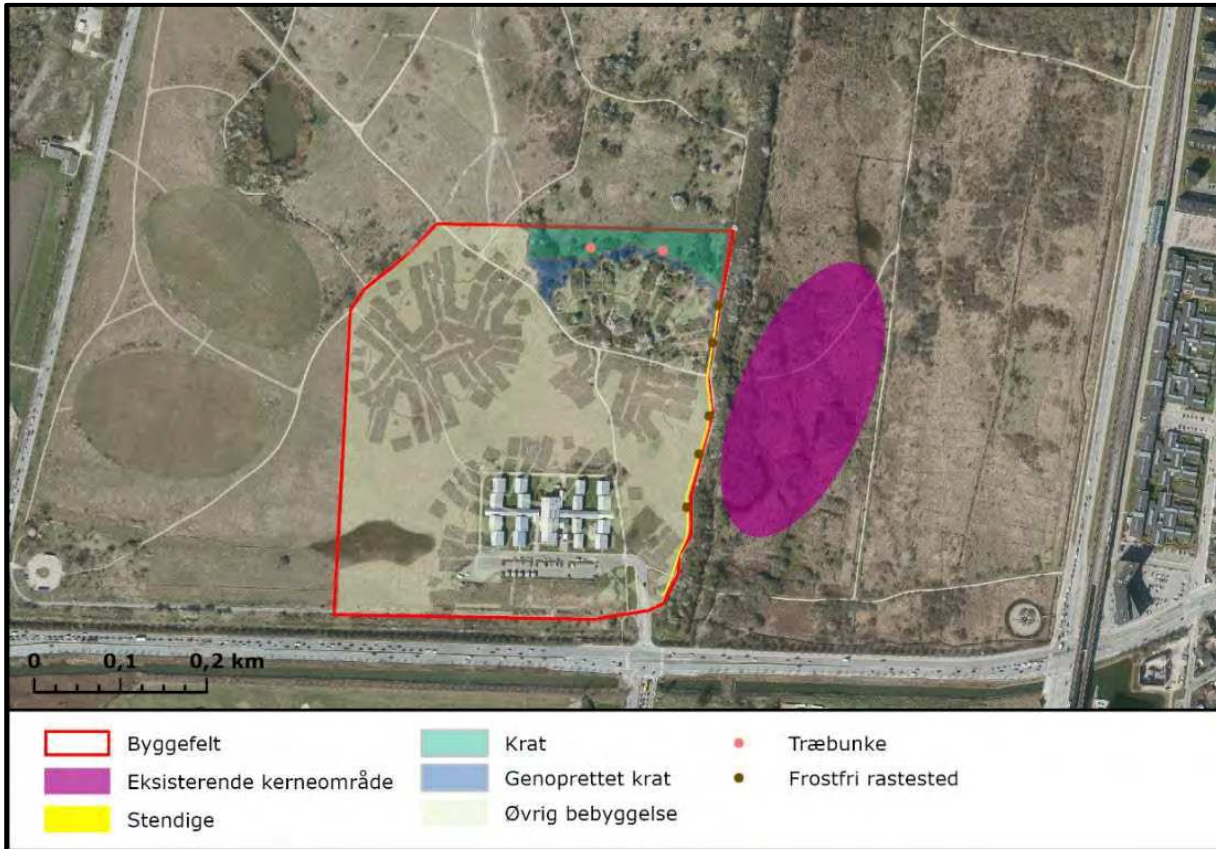 0 0,1 0,2 km
Byggefelt
Eksisterende kerneområde
Stendige
Krat
Genoprettet krat
Øvrig bebyggelse
Træbunke
Frostfri rastested